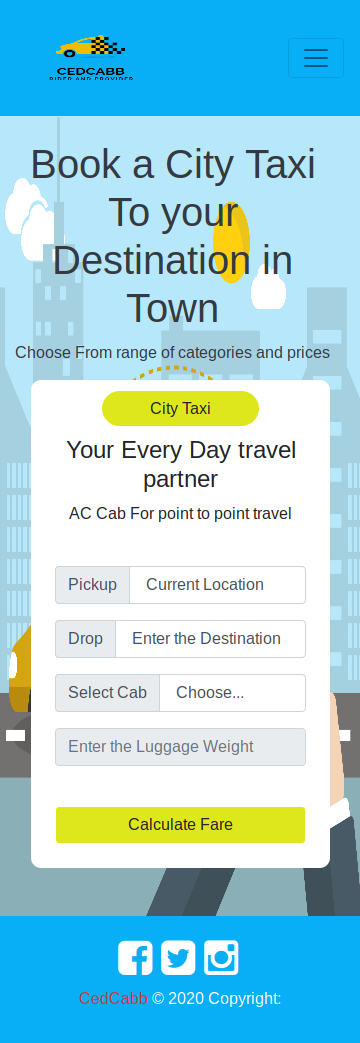 CEDCABB
RIDER AND PROVIDER
Book a City Taxi
To your
Destination in
Town
Choose From range of categories and prices
City Taxi
Your Every Day travel
partner
AC Cab For point to point travel
Pickup Current Location
Drop Enter the Destination
Select Cab Choose...
Enter the Luggage Weight
Calculate Fare
CedCabb © 2020 Copyright: